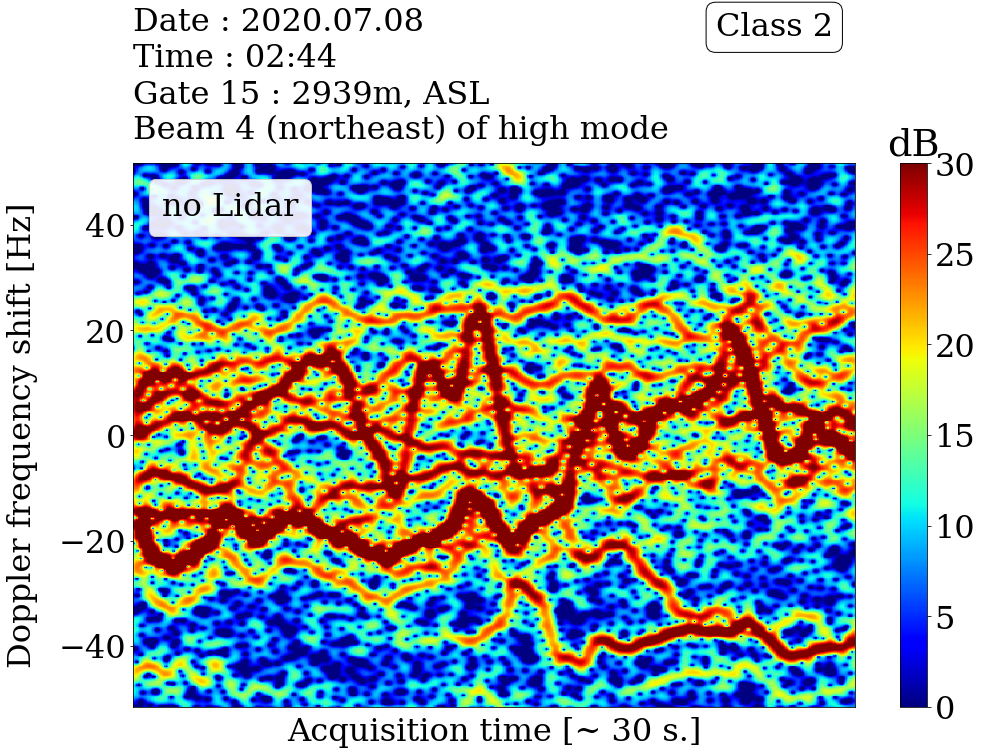 Date : 2020.07.08
Time : 02:44
Gate 15 : 2939m, ASL
Beam 4 (northeast) of high mode
Class 2
dB
no Lidar
Doppler frequency shift [Hz]
40
20
0
−20
−40
Acquisition time [~ 30 s.]
30
25
20
15
10
5
0